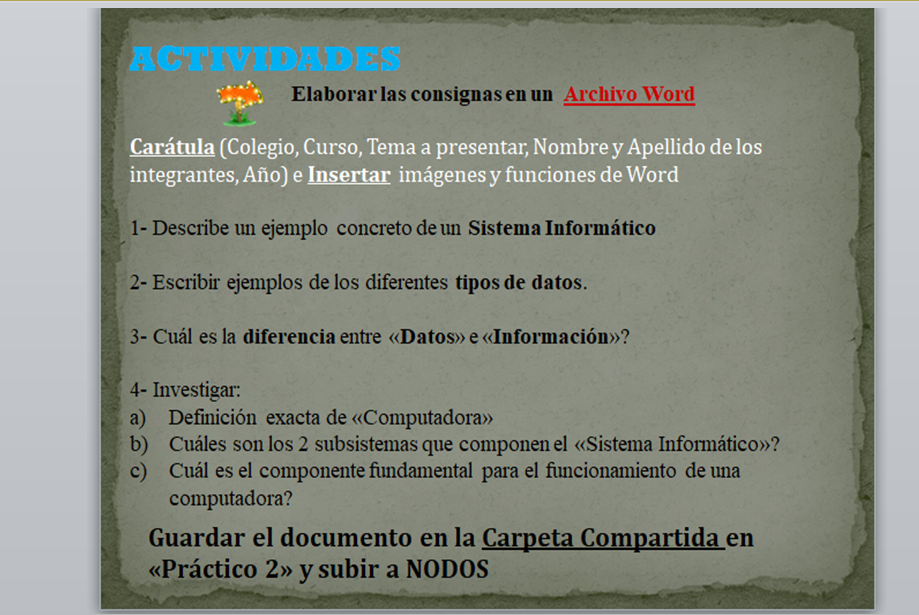 ACTIVIDADES
Elaborar las consignas en un Archivo Word
Carátula (Colegio, Curso, Tema a presentar, Nombre y Apellido de los
integrantes, Año) e Insertar imágenes y funciones de Word
1- Describe un ejemplo concreto de un Sistema Informático
2- Escribir ejemplos de los diferentes tipos de datos.
3- Cuál es la diferencia entre «Datos» e «Información»?
4- Investigar:
a) Definición exacta de «Computadora»
b) Cuáles son los 2 subsistemas que componen el «Sistema Informático»?
c) Cuál es el componente fundamental para el funcionamiento de una
computadora?
Guardar el documento en la Carpeta Compartida en
«Práctico 2» y subir a NODOS